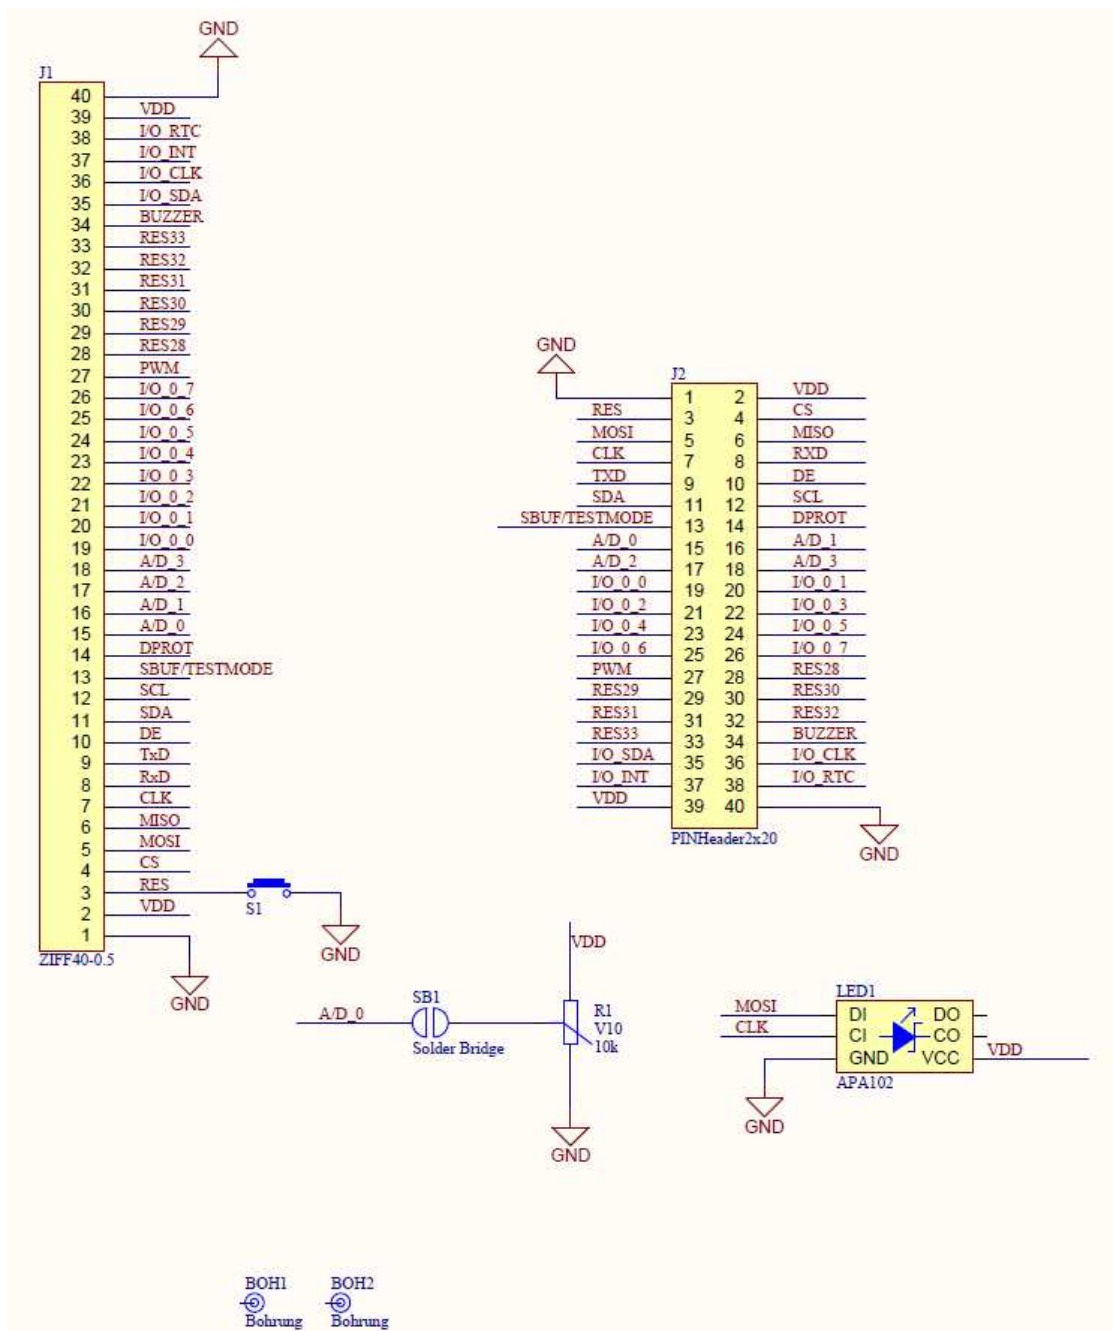 GND
J1
40
39 VDD
38 I/O_RTC
37 I/O_INT
36 I/O_CLK
35 I/O_SDA
34 BUZZER
33 RES33
32 RES32
31 RES31
30 RES30
29 RES29
28 RES28
27 PWM
26 I/O_0_7
25 I/O_0_6
24 I/O_0_5
23 I/O_0_4
22 I/O_0_3
21 I/O_0_2
20 I/O_0_1
19 I/O_0_0
18 A/D_3
17 A/D_2
16 A/D_1
15 A/D_0
14 DPROT
13 SBUF/TESTMODE
12 SCL
11 SDA
10 DE
9 TxD
8 RxD
7 CLK
6 MISO
5 MOSI
4 CS
3 RES
2 VDD
1
ZIFF40-0.5
GND
S1
GND
GND
J2
1 2 VDD
RES 3 4 CS
MOSI 5 6 MISO
CLK 7 8 RXD
TXD 9 10 DE
SDA 11 12 SCL
SBUF/TESTMODE 13 14 DPROT
A/D_0 15 16 A/D_1
A/D_2 17 18 A/D_3
I/O_0_0 19 20 I/O_0_1
I/O_0_2 21 22 I/O_0_3
I/O_0_4 23 24 I/O_0_5
I/O_0_6 25 26 I/O_0_7
PWM 27 28 RES28
RES29 29 30 RES30
RES31 31 32 RES32
RES33 33 34 BUZZER
I/O_SDA 35 36 I/O_CLK
I/O_INT 37 38 I/O_RTC
VDD 39 40
PINHeader2x20
GND
VDD
A/D_0
SB1
Solder Bridge
R1
V10
10k
GND
LED1
MOSI DI DO
CLK CI CO
GND VCC VDD
APA102
GND
BOH1
Bohrung
BOH2
Bohrung